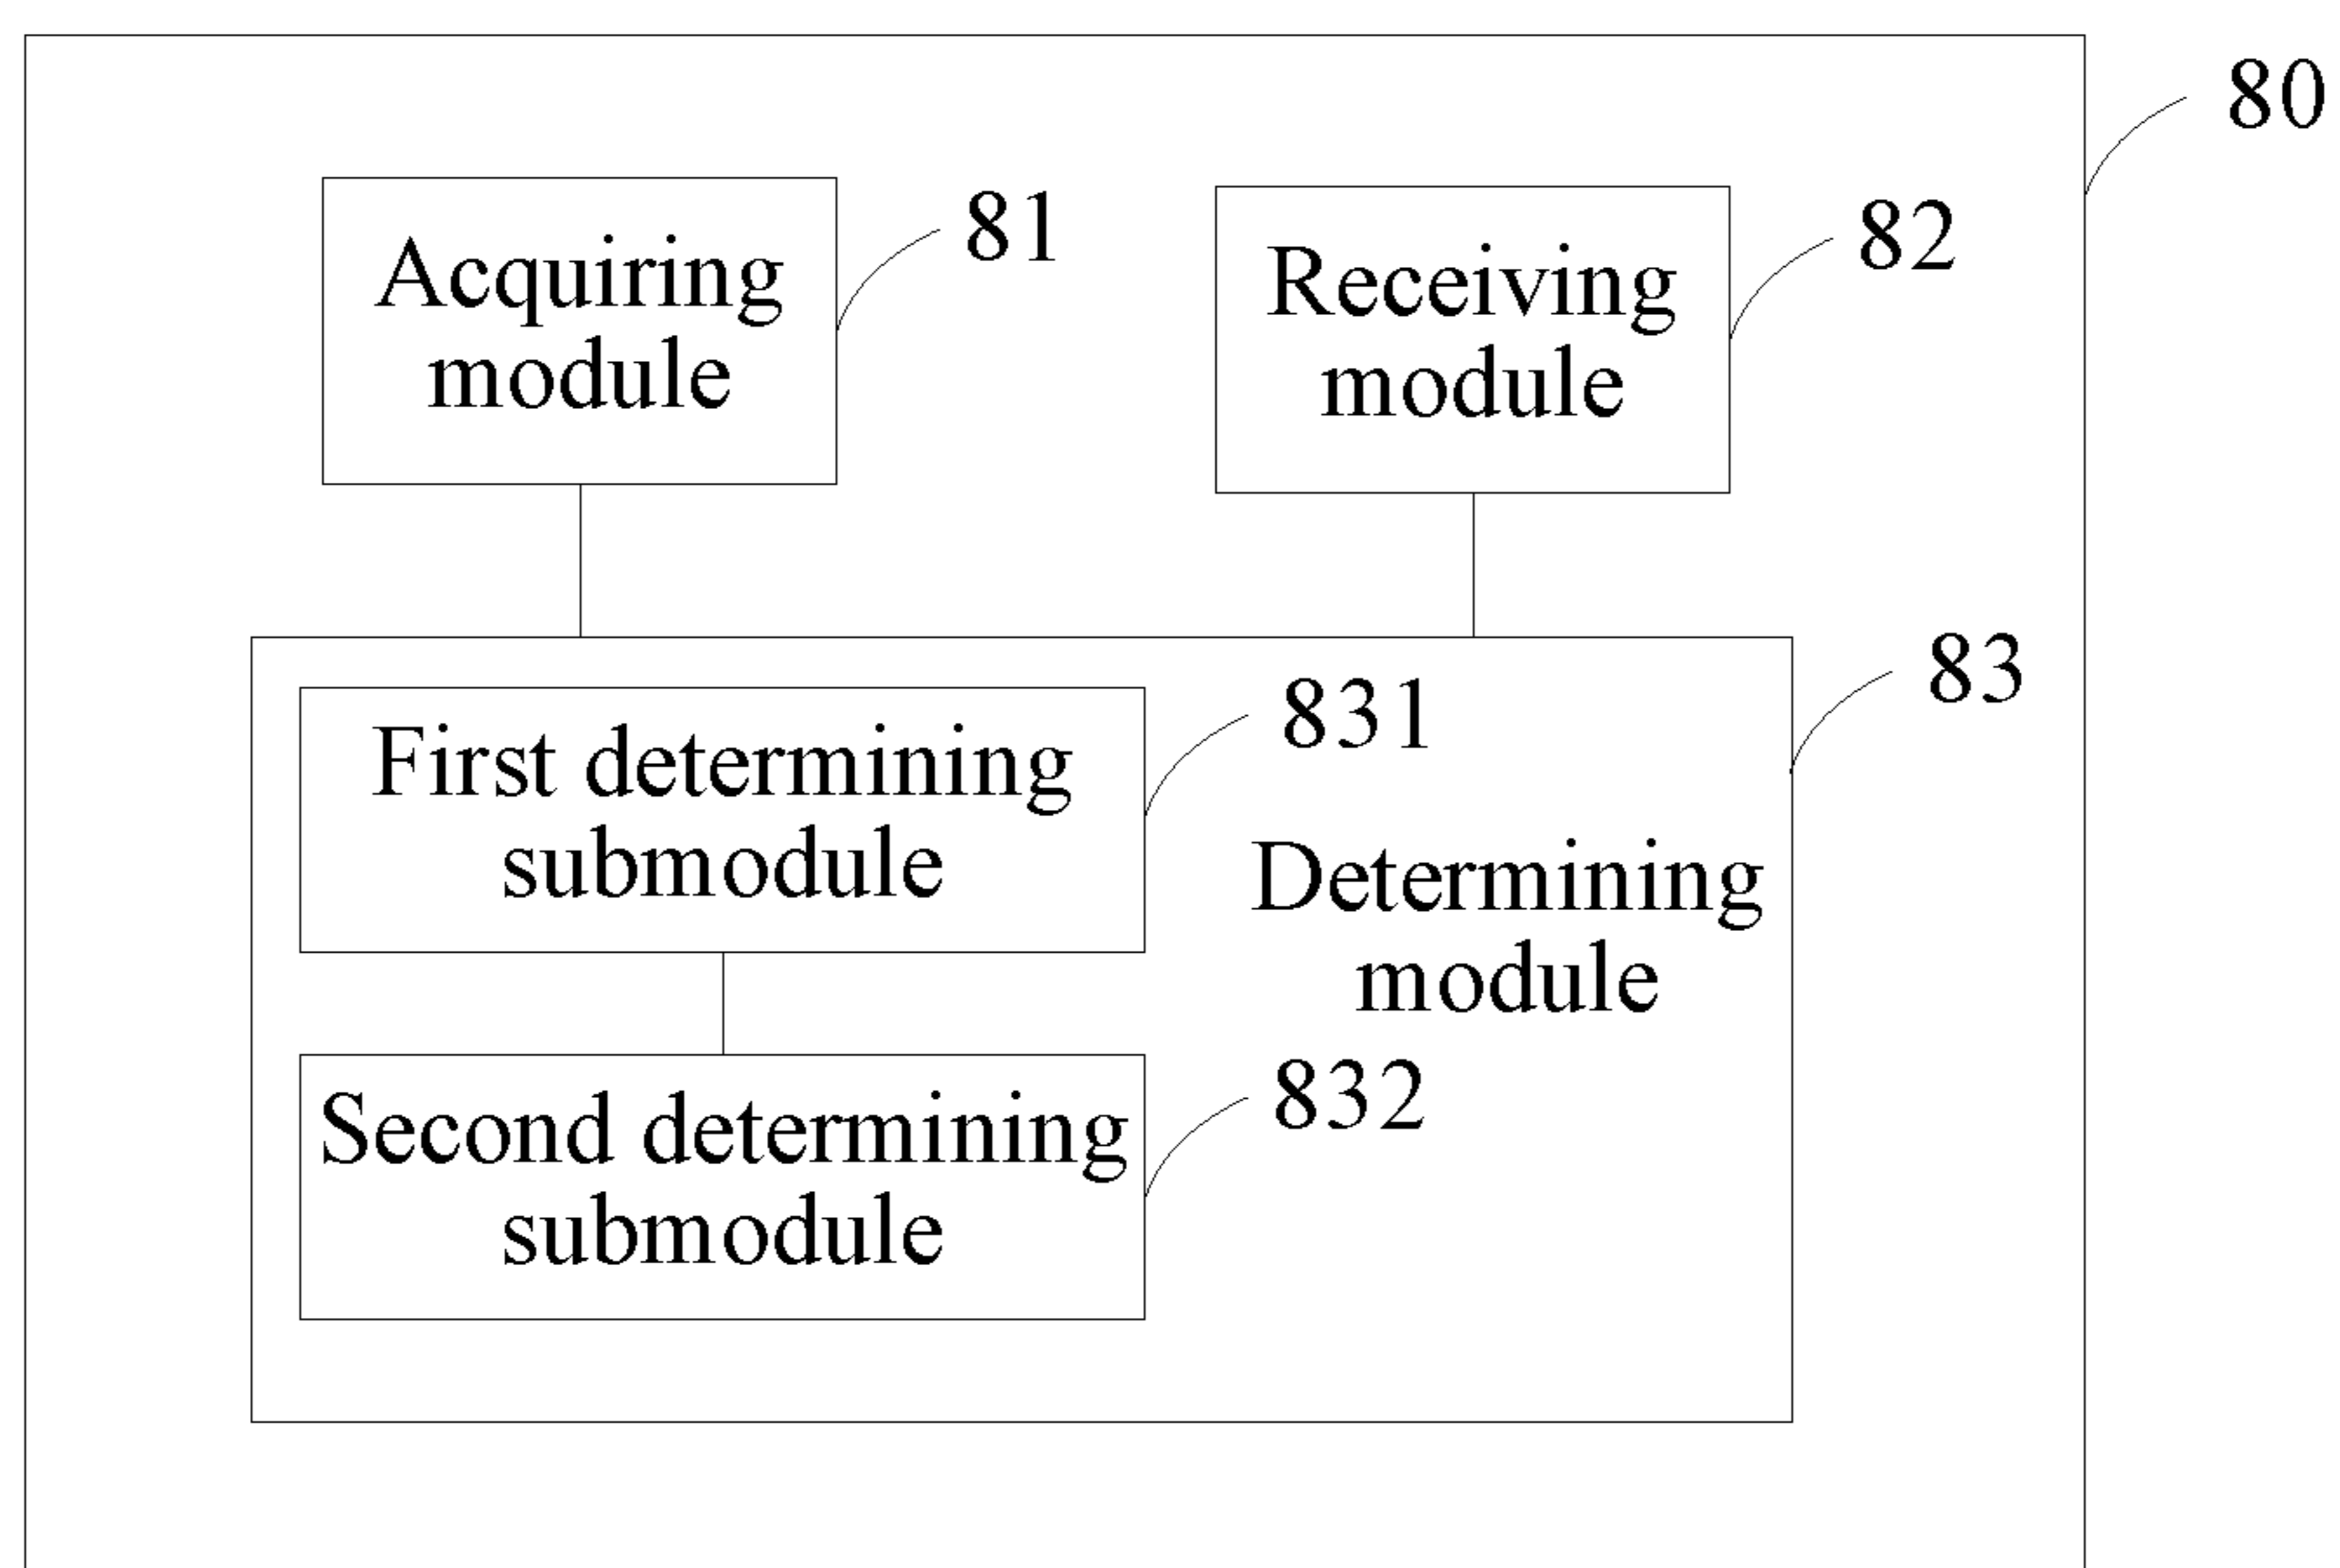 80
81
Acquiring
module
82
Receiving
module
83
831
First determining
submodule
Determining
module
832
Second determining
submodule